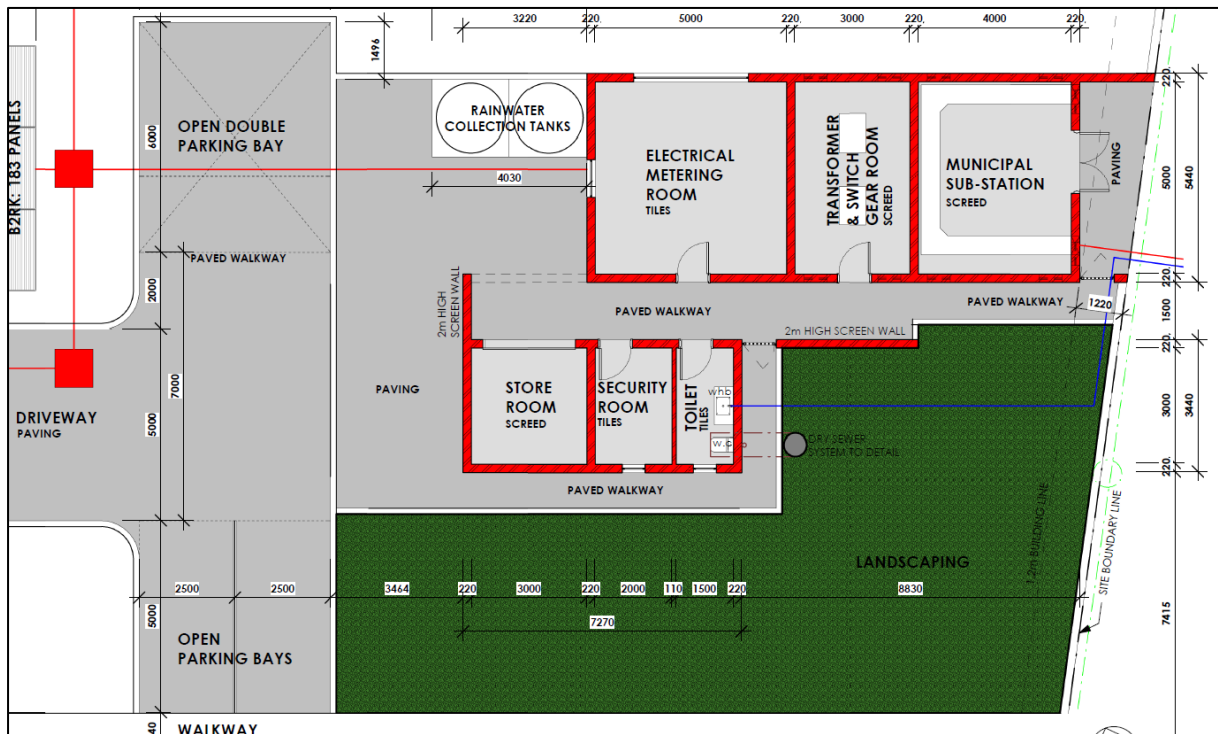 3220
220.
5000
220.
3000
220.
4000
220.
1496
220.
B2RK: 183 PANELS
6000
OPEN DOUBLE
PARKING BAY
RAINWATER
COLLECTION TANKS
4030
ELECTRICAL
METERING
ROOM
TILES
TRANSFORMER
& SWITCH
GEAR ROOM
SCREED
MUNICIPAL
SUB-STATION
SCREED
PAVING
5000
5440
PAVED WALKWAY
2000
2m HIGH
SCREEN WALL
PAVED WALKWAY
PAVED WALKWAY
1220
220.
1500
2m HIGH SCREEN WALL
220.
7000
PAVING
STORE
ROOM
SCREED
SECURITY
ROOM
TILES
TOILET
TILES
whb
w.c
3000
3440
DRIVEWAY
PAVING
5000
DRY SEWER
SYSTEM TO DETAIL
220.
PAVED WALKWAY
1.2m BUILDING LINE
SITE BOUNDARY LINE
LANDSCAPING
2500
2500
3464
220
3000
220
2000
110
1500
220
8830
7270
5000
7415
OPEN
PARKING BAYS
40
WALKWAY